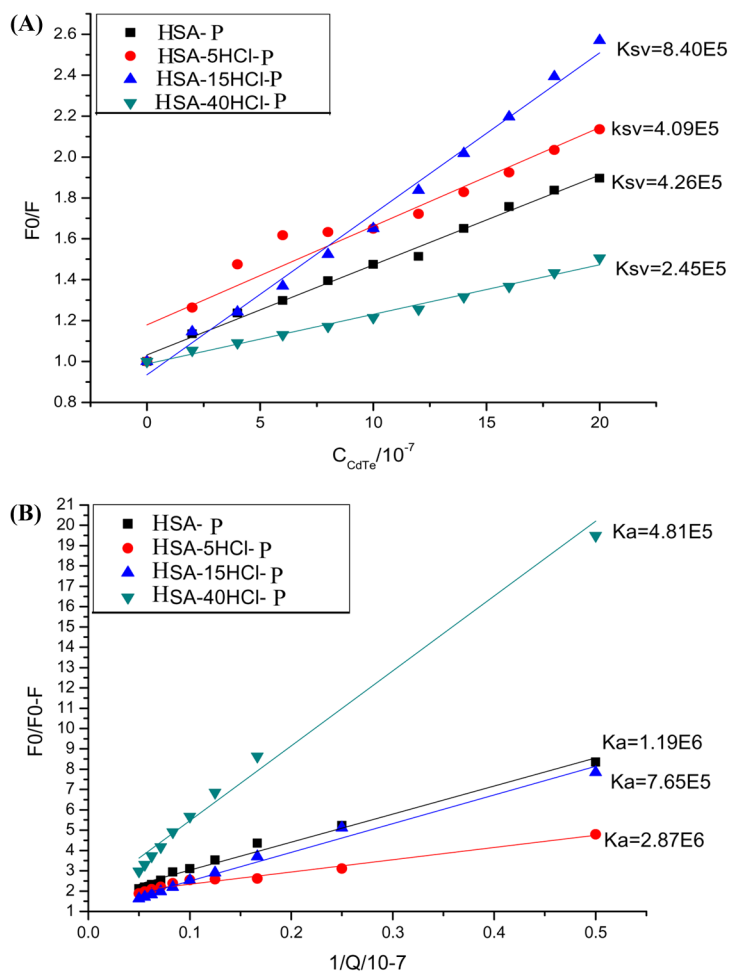 (A)
HSA- P
HSA-5HCl-P
HSA-15HCl-P
HSA-40HCl-P
Ksv=8.40E5
ksv=4.09E5
Ksv=4.26E5
Ksv=2.45E5
2.6
2.4
2.2
2.0
1.8
1.6
1.4
1.2
1.0
0.8
F0/F
0 5 10 15 20
C CdTe/10-7
(B)
HSA- P
HSA-5HCl-P
HSA-15HCl-P
HSA-40HCl- P
Ka=4.81E5
Ka=1.19E6
Ka=7.65E5
Ka=2.87E6
21
20
19
18
17
16
15
14
13
12
11
10
9
8
7
6
5
4
3
2
1
F0/F0-F
0.0 0.1 0.2 0.3 0.4 0.5
1/Q/10-7